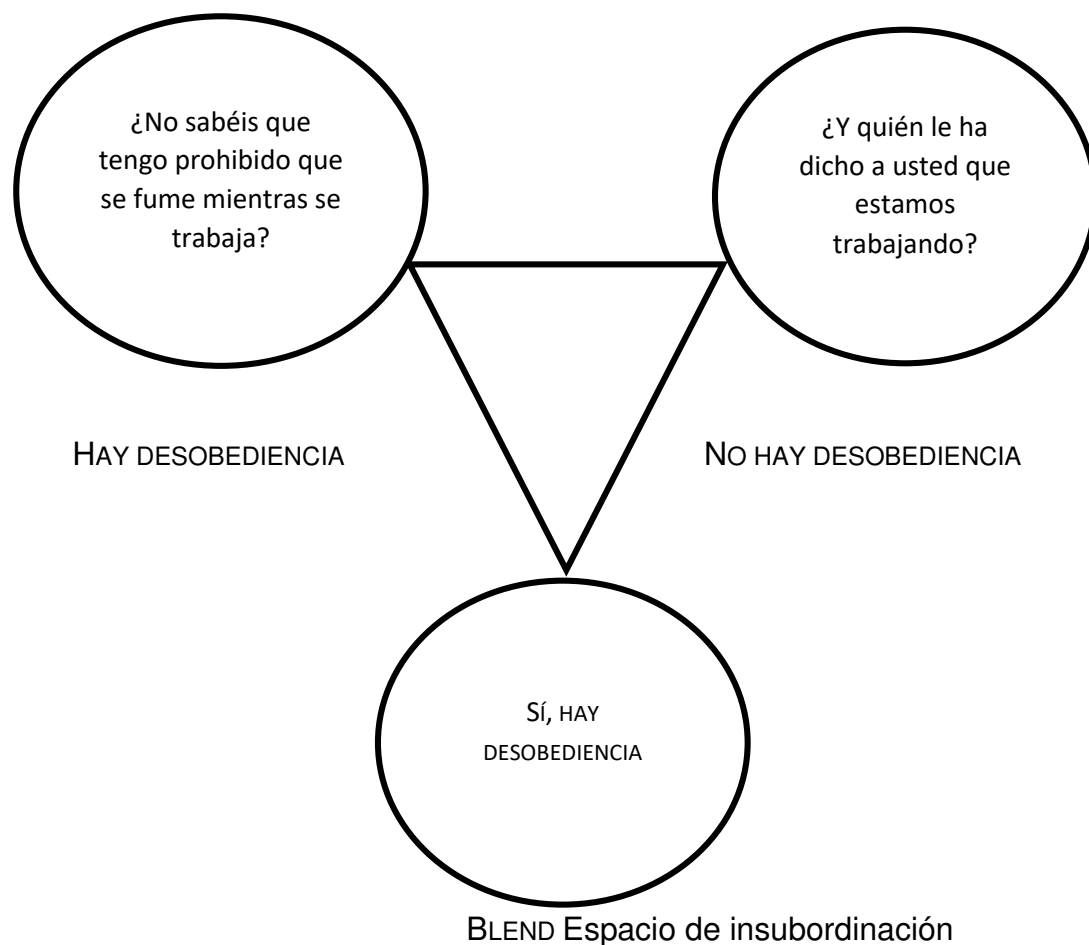 ¿No sabéis que
tengo prohibido que
se fume mientras se
trabaja?
¿Y quién le ha
dicho a usted que
estamos
trabajando?
HAY DESOBEDIENCIA
NO HAY DESOBEDIENCIA
SÍ, HAY
DESOBEDIENCIA
BLEND Espacio de insubordinación